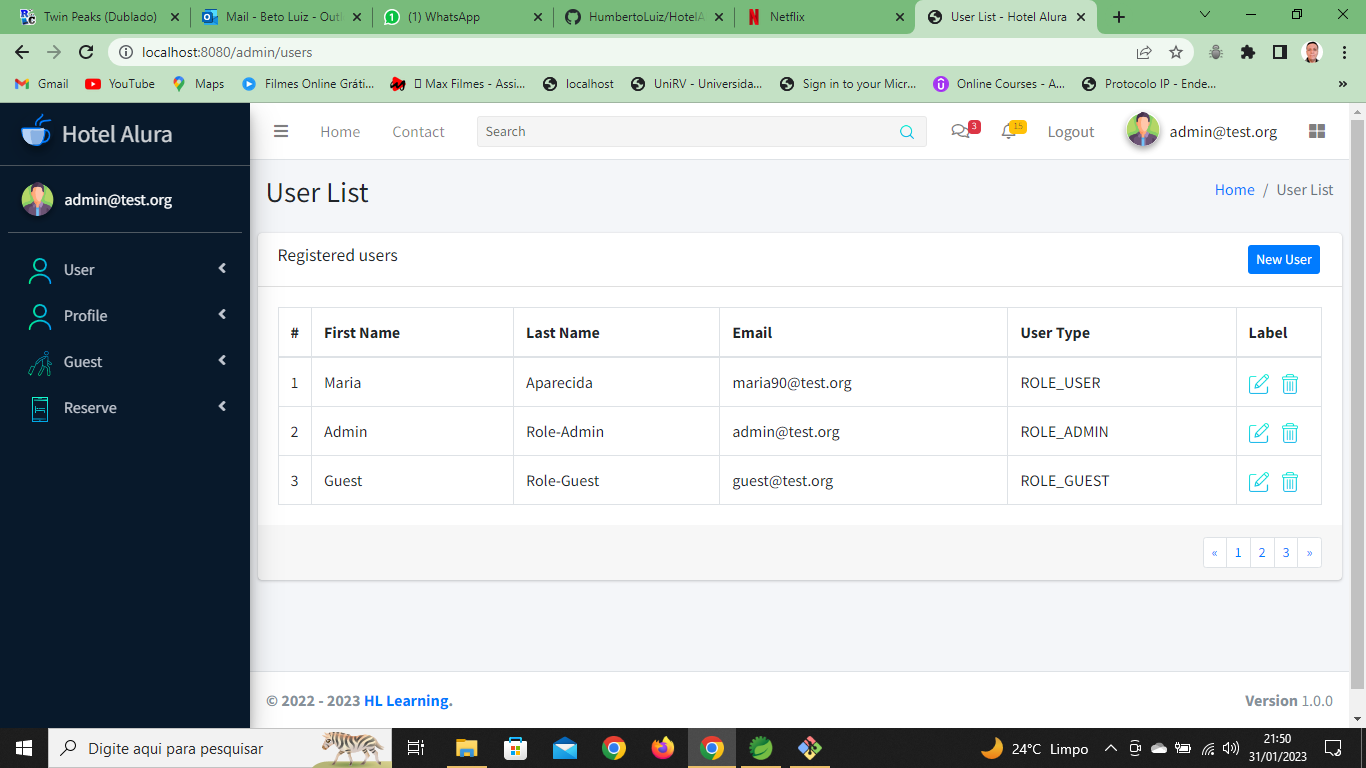 Twin Peaks (Dublado)
Mail - Beto Luiz - Outl
(1) WhatsApp
HumbertoLuiz/HotelA
Netflix
User List - Hotel Alura
localhost:8080/admin/users
Gmail
YouTube
Maps
Filmes Online Gráti...
Max Filmes - Assi...
localhost
UniRV - Universida...
Sign in to your Micr...
Online Courses - A...
Protocolo IP - Ende...
»
Hotel Alura
Home
Contact
Search
3
15
Logout
admin@test.org
admin@test.org
User
Profile
Guest
Reserve
User List
Home / User List
Registered users
New User
# First Name Last Name Email User Type Label
1 Maria Aparecida maria90@test.org ROLE_USER
2 Admin Role-Admin admin@test.org ROLE_ADMIN
3 Guest Role-Guest guest@test.org ROLE_GUEST
« 1 2 3 »
© 2022 - 2023 HL Learning.
Version 1.0.0
Digite aqui para pesquisar
24°C Limpo
21:50
31/01/2023